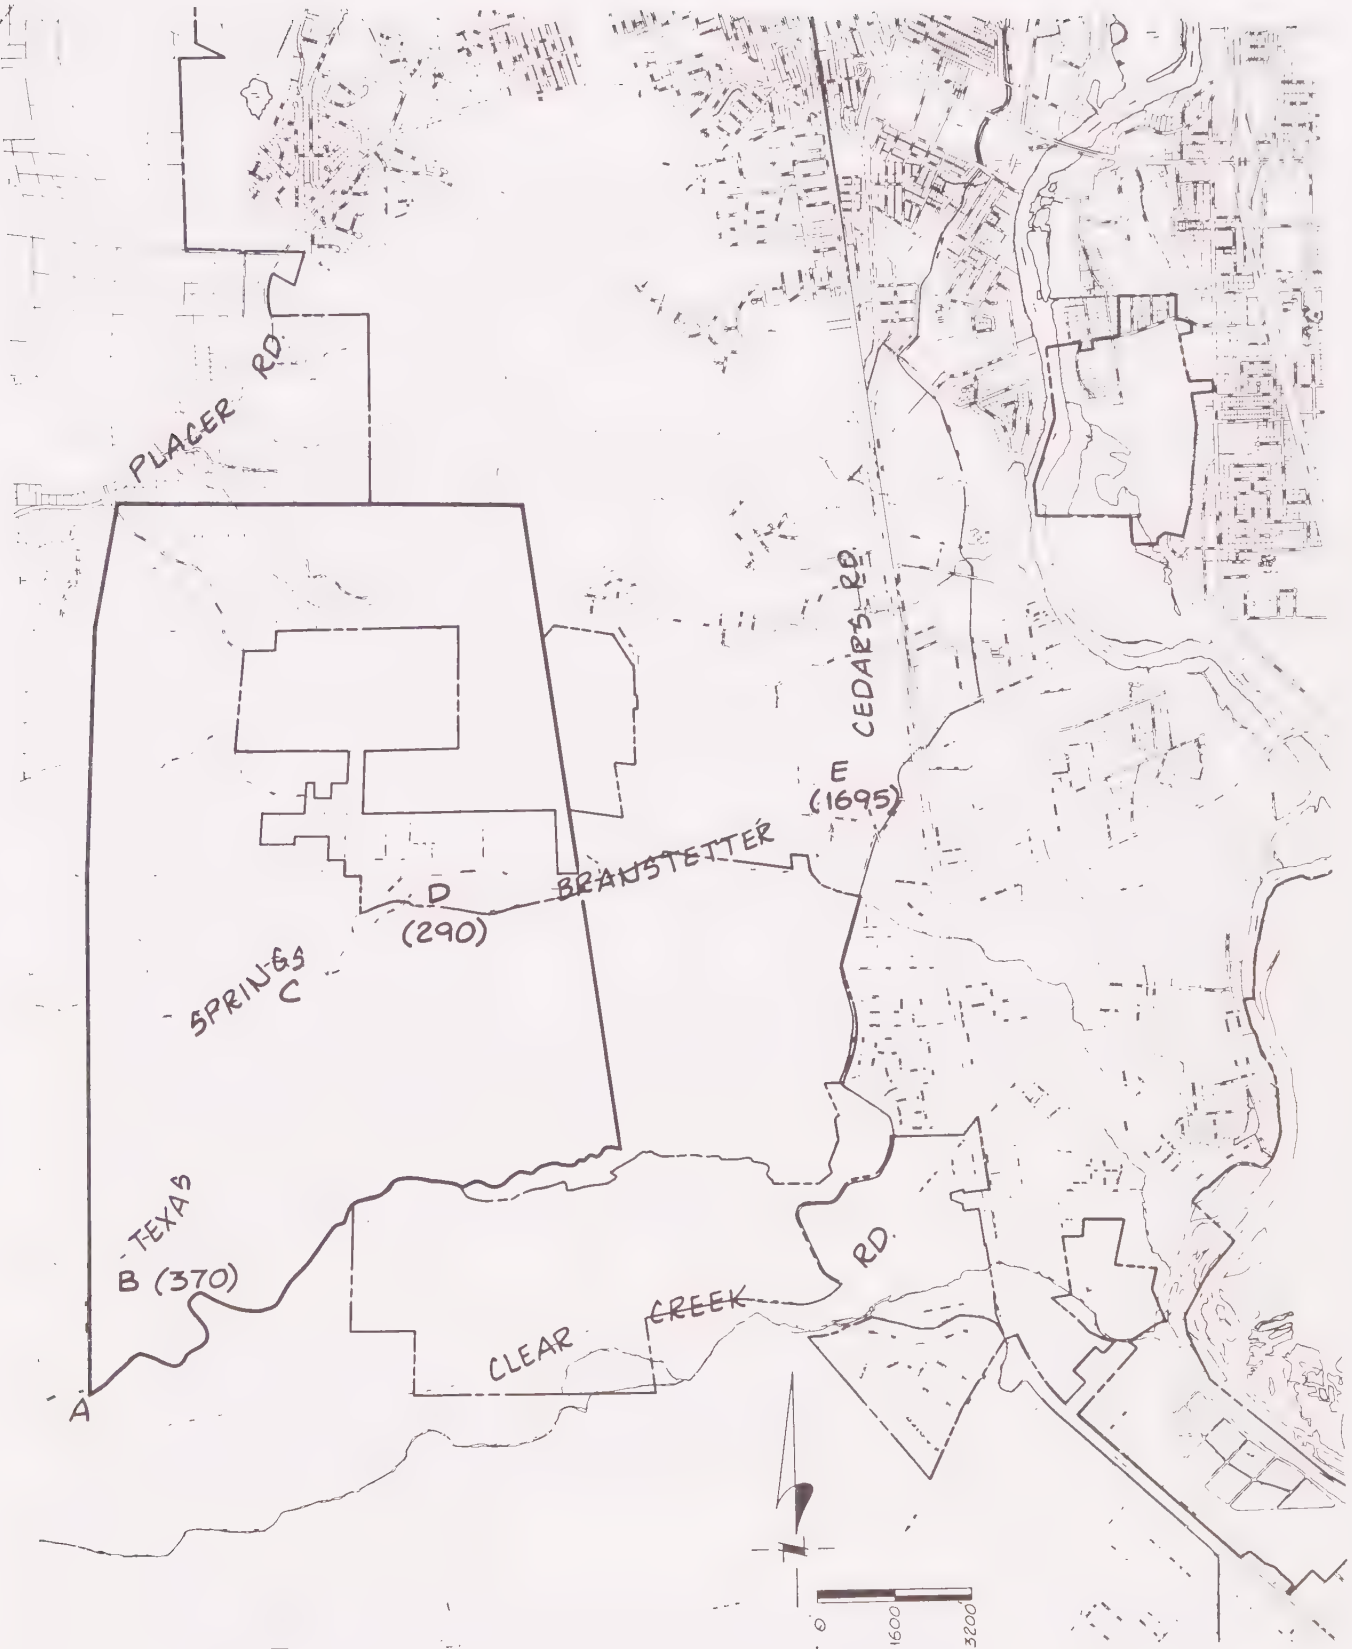 RD.
PLACER
CEDARS RD.
E
(1695)
BRANSTETTER
D
(290)
SPRINGS
C
TEXAS
B (370)
RD.
CREEK
CLEAR
A
N
0
1600
3200